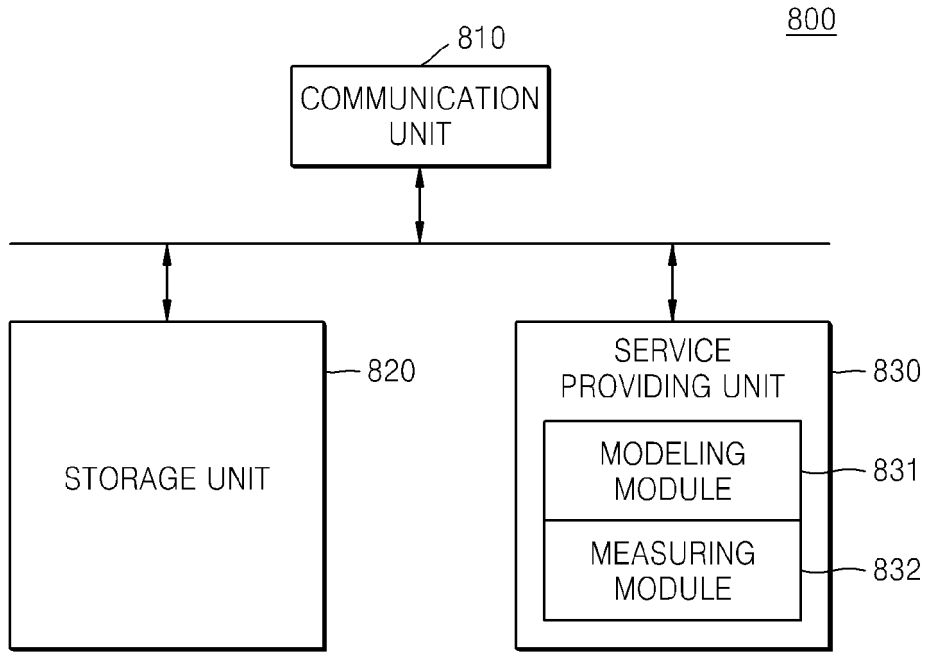 800
810
COMMUNICATION
UNIT
820
STORAGE UNIT
SERVICE
PROVIDING UNIT
830
MODELING
MODULE
831
MEASURING
MODULE
832